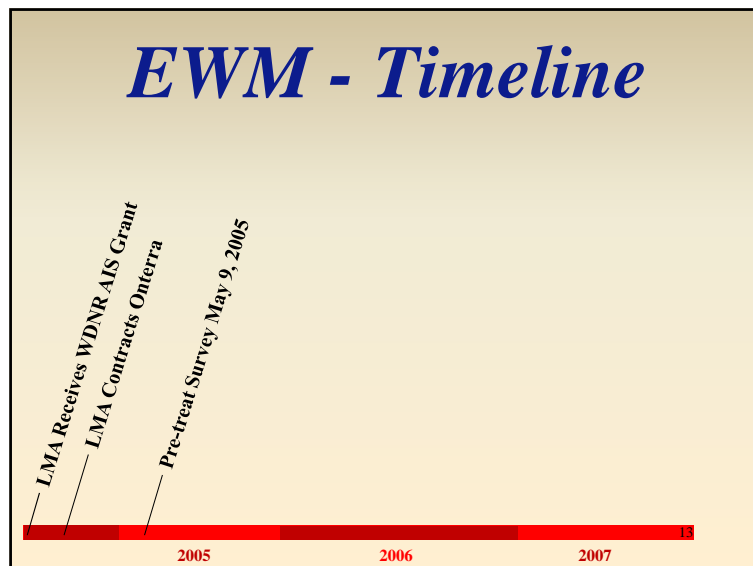 EWM - Timeline
LMA Receives WDNR AIS Grant
LMA Contracts Onterra
Pre-treat Survey May 9, 2005
13
2005
2006
2007